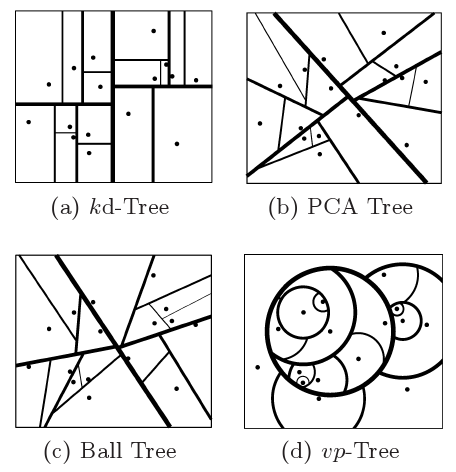 (a) kd-Tree
(b) PCA Tree
(c) Ball Tree
(d) vp-Tree